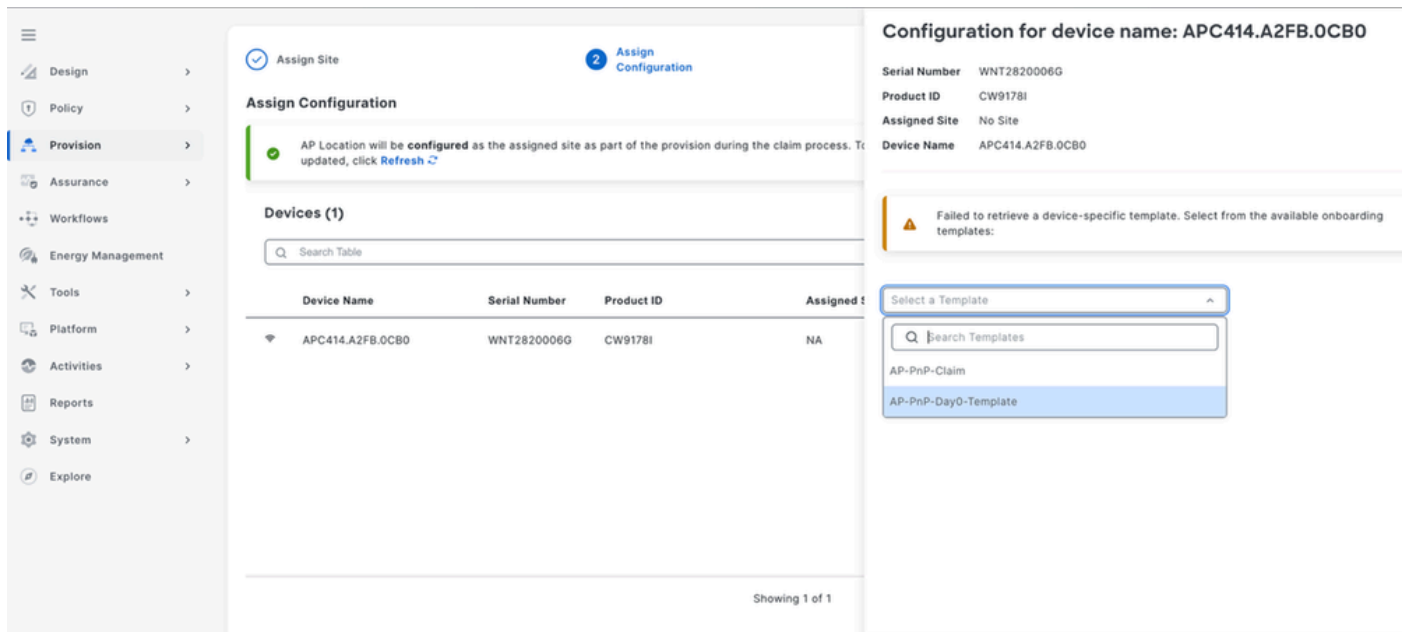 Design
Policy
Provision
Assurance
Workflows
Energy Management
Tools
Platform
Activities
Reports
System
Explore
Assign Site
2
Assign
Configuration
Assign Configuration
AP Location will be configured as the assigned site as part of the provision during the claim process. To
updated, click Refresh
Devices (1)
Search Table
Device Name Serial Number Product ID Assigned S
APC414.A2FB.0CB0 WNT2820006G CW9178I NA
Showing 1 of 1
Configuration for device name: APC414.A2FB.0CB0
Serial Number WNT2820006G
Product ID CW9178I
Assigned Site No Site
Device Name APC414.A2FB.0CB0
Failed to retrieve a device-specific template. Select from the available onboarding
templates:
Select a Template
Search Templates
AP-PnP-Claim
AP-PnP-Day0-Template